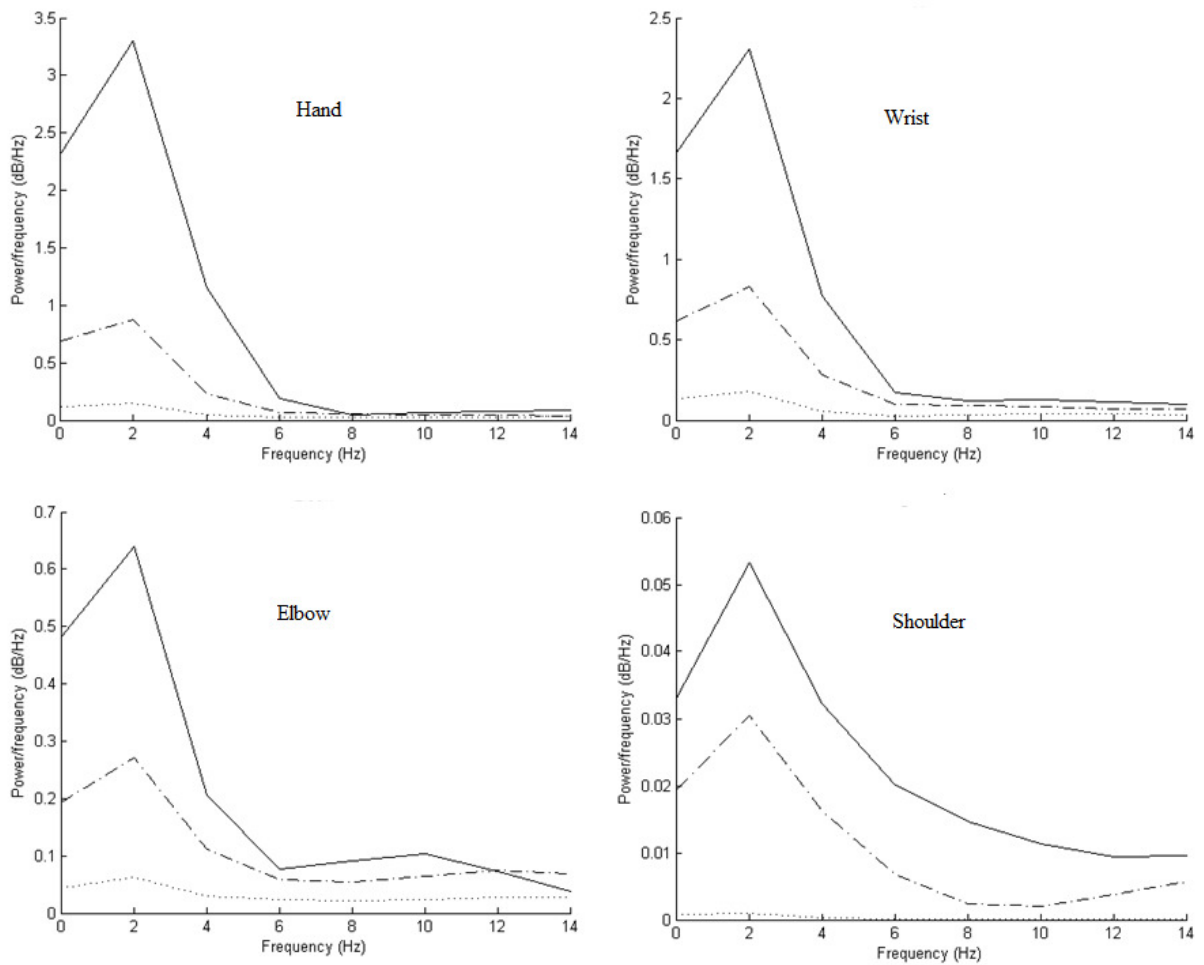 Hand
Power/frequency (dB/Hz)
3.5
3
2.5
2
1.5
1
0.5
0
0 2 4 6 8 10 12 14
Frequency (Hz)
Wrist
Power/frequency (dB/Hz)
2.5
2
1.5
1
0.5
0
0 2 4 6 8 10 12 14
Frequency (Hz)
Elbow
Power/frequency (dB/Hz)
0.7
0.6
0.5
0.4
0.3
0.2
0.1
0
0 2 4 6 8 10 12 14
Frequency (Hz)
Shoulder
Power/frequency (dB/Hz)
0.06
0.05
0.04
0.03
0.02
0.01
0
0 2 4 6 8 10 12 14
Frequency (Hz)